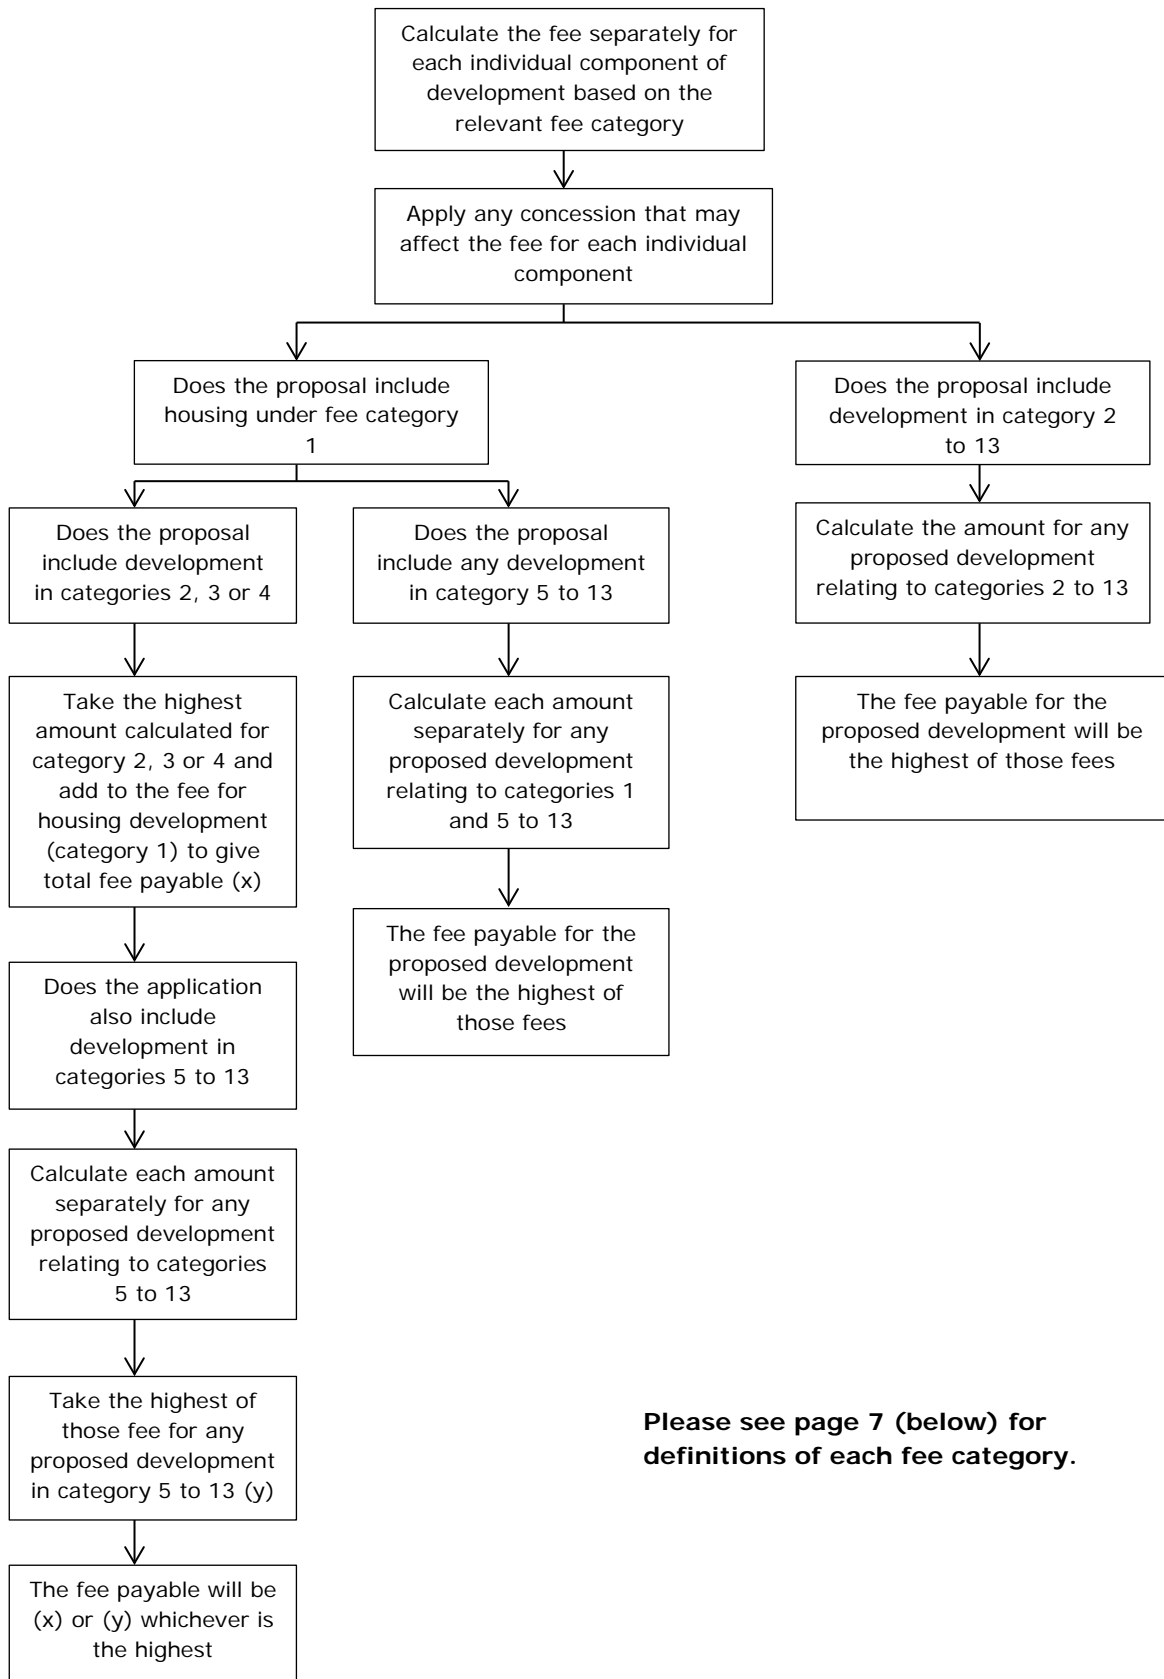 Calculate the fee separately for
each individual component of
development based on the
relevant fee category
Apply any concession that may
affect the fee for each individual
component
Does the proposal include
housing under fee category
1
Does the proposal include
development in category 2
to 13
Does the proposal
include development
in categories 2, 3 or 4
Does the proposal
include any development
in category 5 to 13
Calculate the amount for any
proposed development
relating to categories 2 to 13
Take the highest
amount calculated for
category 2, 3 or 4 and
add to the fee for
housing development
(category 1) to give
total fee payable (x)
Calculate each amount
separately for any
proposed development
relating to categories 1
and 5 to 13
The fee payable for the
proposed development will be
the highest of those fees
The fee payable for the
proposed development
will be the highest of
those fees
Does the application
also include
development in
categories 5 to 13
Calculate each amount
separately for any
proposed development
relating to categories
5 to 13
Take the highest of
those fee for any
proposed development
in category 5 to 13 (y)
Please see page 7 (below) for
definitions of each fee category.
The fee payable will be
(x) or (y) whichever is
the highest